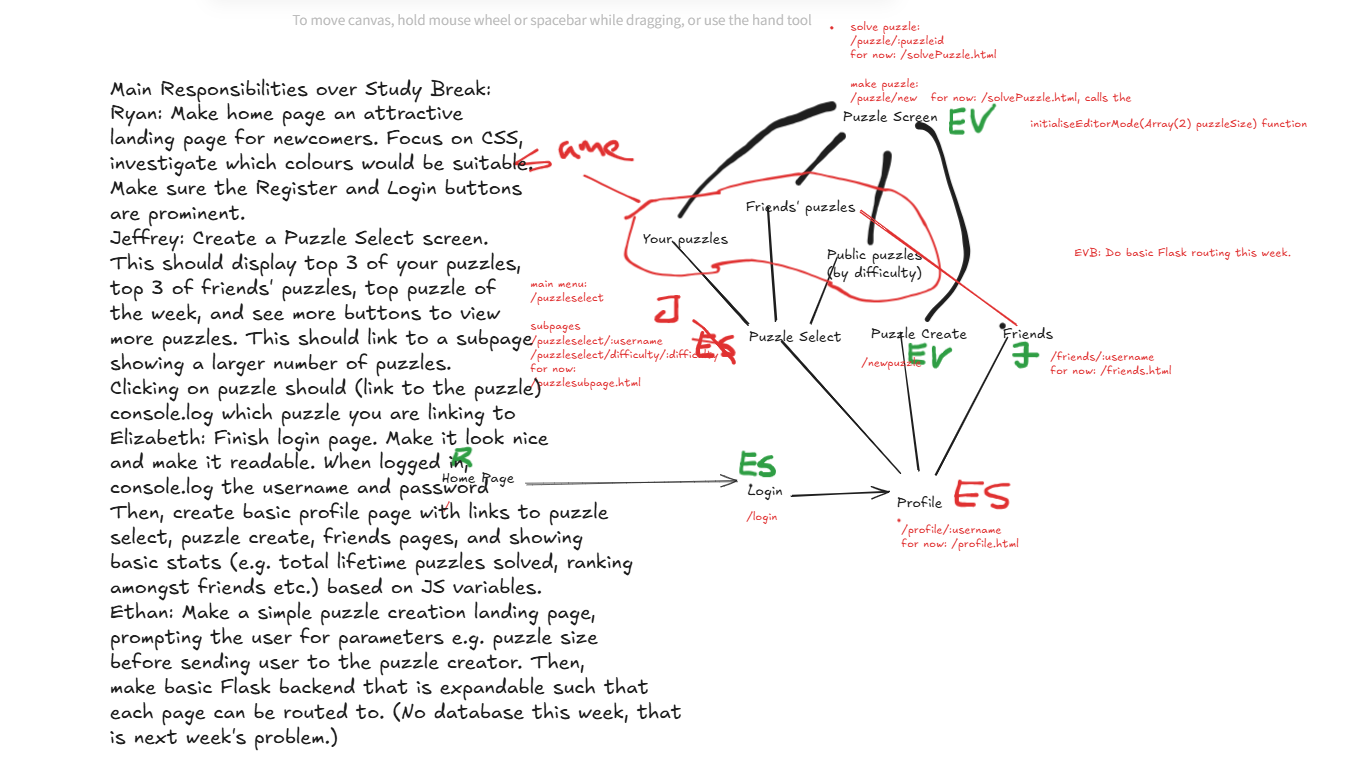 To move canvas, hold mouse wheel or spacebar while dragging, or use the hand tool
Main Responsibilities over Study Break:
Ryan: Make home page an attractive
landing page for newcomers. Focus on CSS,
investigate which colours would be suitable.
Make sure the Register and Login buttons
are prominent.
Jeffrey: Create a Puzzle Select screen.
This should display top 3 of your puzzles,
top 3 of friends' puzzles, top puzzle of
the week, and see more buttons to view
more puzzles. This should link to a subpage
showing a larger number of puzzles.
Clicking on puzzle should (link to the puzzle)
console.log which puzzle you are linking to
Elizabeth: Finish login page. Make it look nice
and make it readable. When logged in,
console.log the username and password
Then, create basic profile page with links to puzzle
select, puzzle create, friends pages, and showing
basic stats (e.g. total lifetime puzzles solved, ranking
amongst friends etc.) based on JS variables.
Ethan: Make a simple puzzle creation landing page,
prompting the user for parameters e.g. puzzle size
before sending user to the puzzle creator. Then,
make basic Flask backend that is expandable such that
each page can be routed to. (No database this week, that
is next week's problem.)
solve puzzle:
/puzzle/:puzzleid
for now: /solvePuzzle.html
make puzzle:
/puzzle/new for now: /solvePuzzle.html, calls the
initialiseEditorMode(Array(2) puzzleSize) function
Puzzle Screen
EV
Friends' puzzles
Your puzzles
Public puzzles
(by difficulty)
EVB: Do basic Flask routing this week.
main menu:
/puzzleselect
J
ES
subpages
/puzzleselect/:username
/puzzleselect/difficulty/:difficulty
for now:
/puzzlesubpage.html
Puzzle Select
Puzzle Create
EV
/newpuzzle
Friends
J
/friends/:username
for now: /friends.html
R
Home Page
/
ES
Login
/login
Profile
ES
/profile/:username
for now: /profile.html